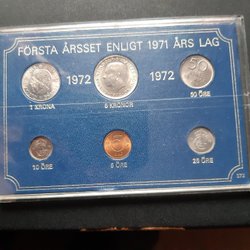 FÖRSTA ÅRSSET ENLIGT 1971 ÅRS LAG
1972 1972
1 KRONA 5 KRONOR 50 ÖRE
10 ÖRE 5 ÖRE 25 ÖRE